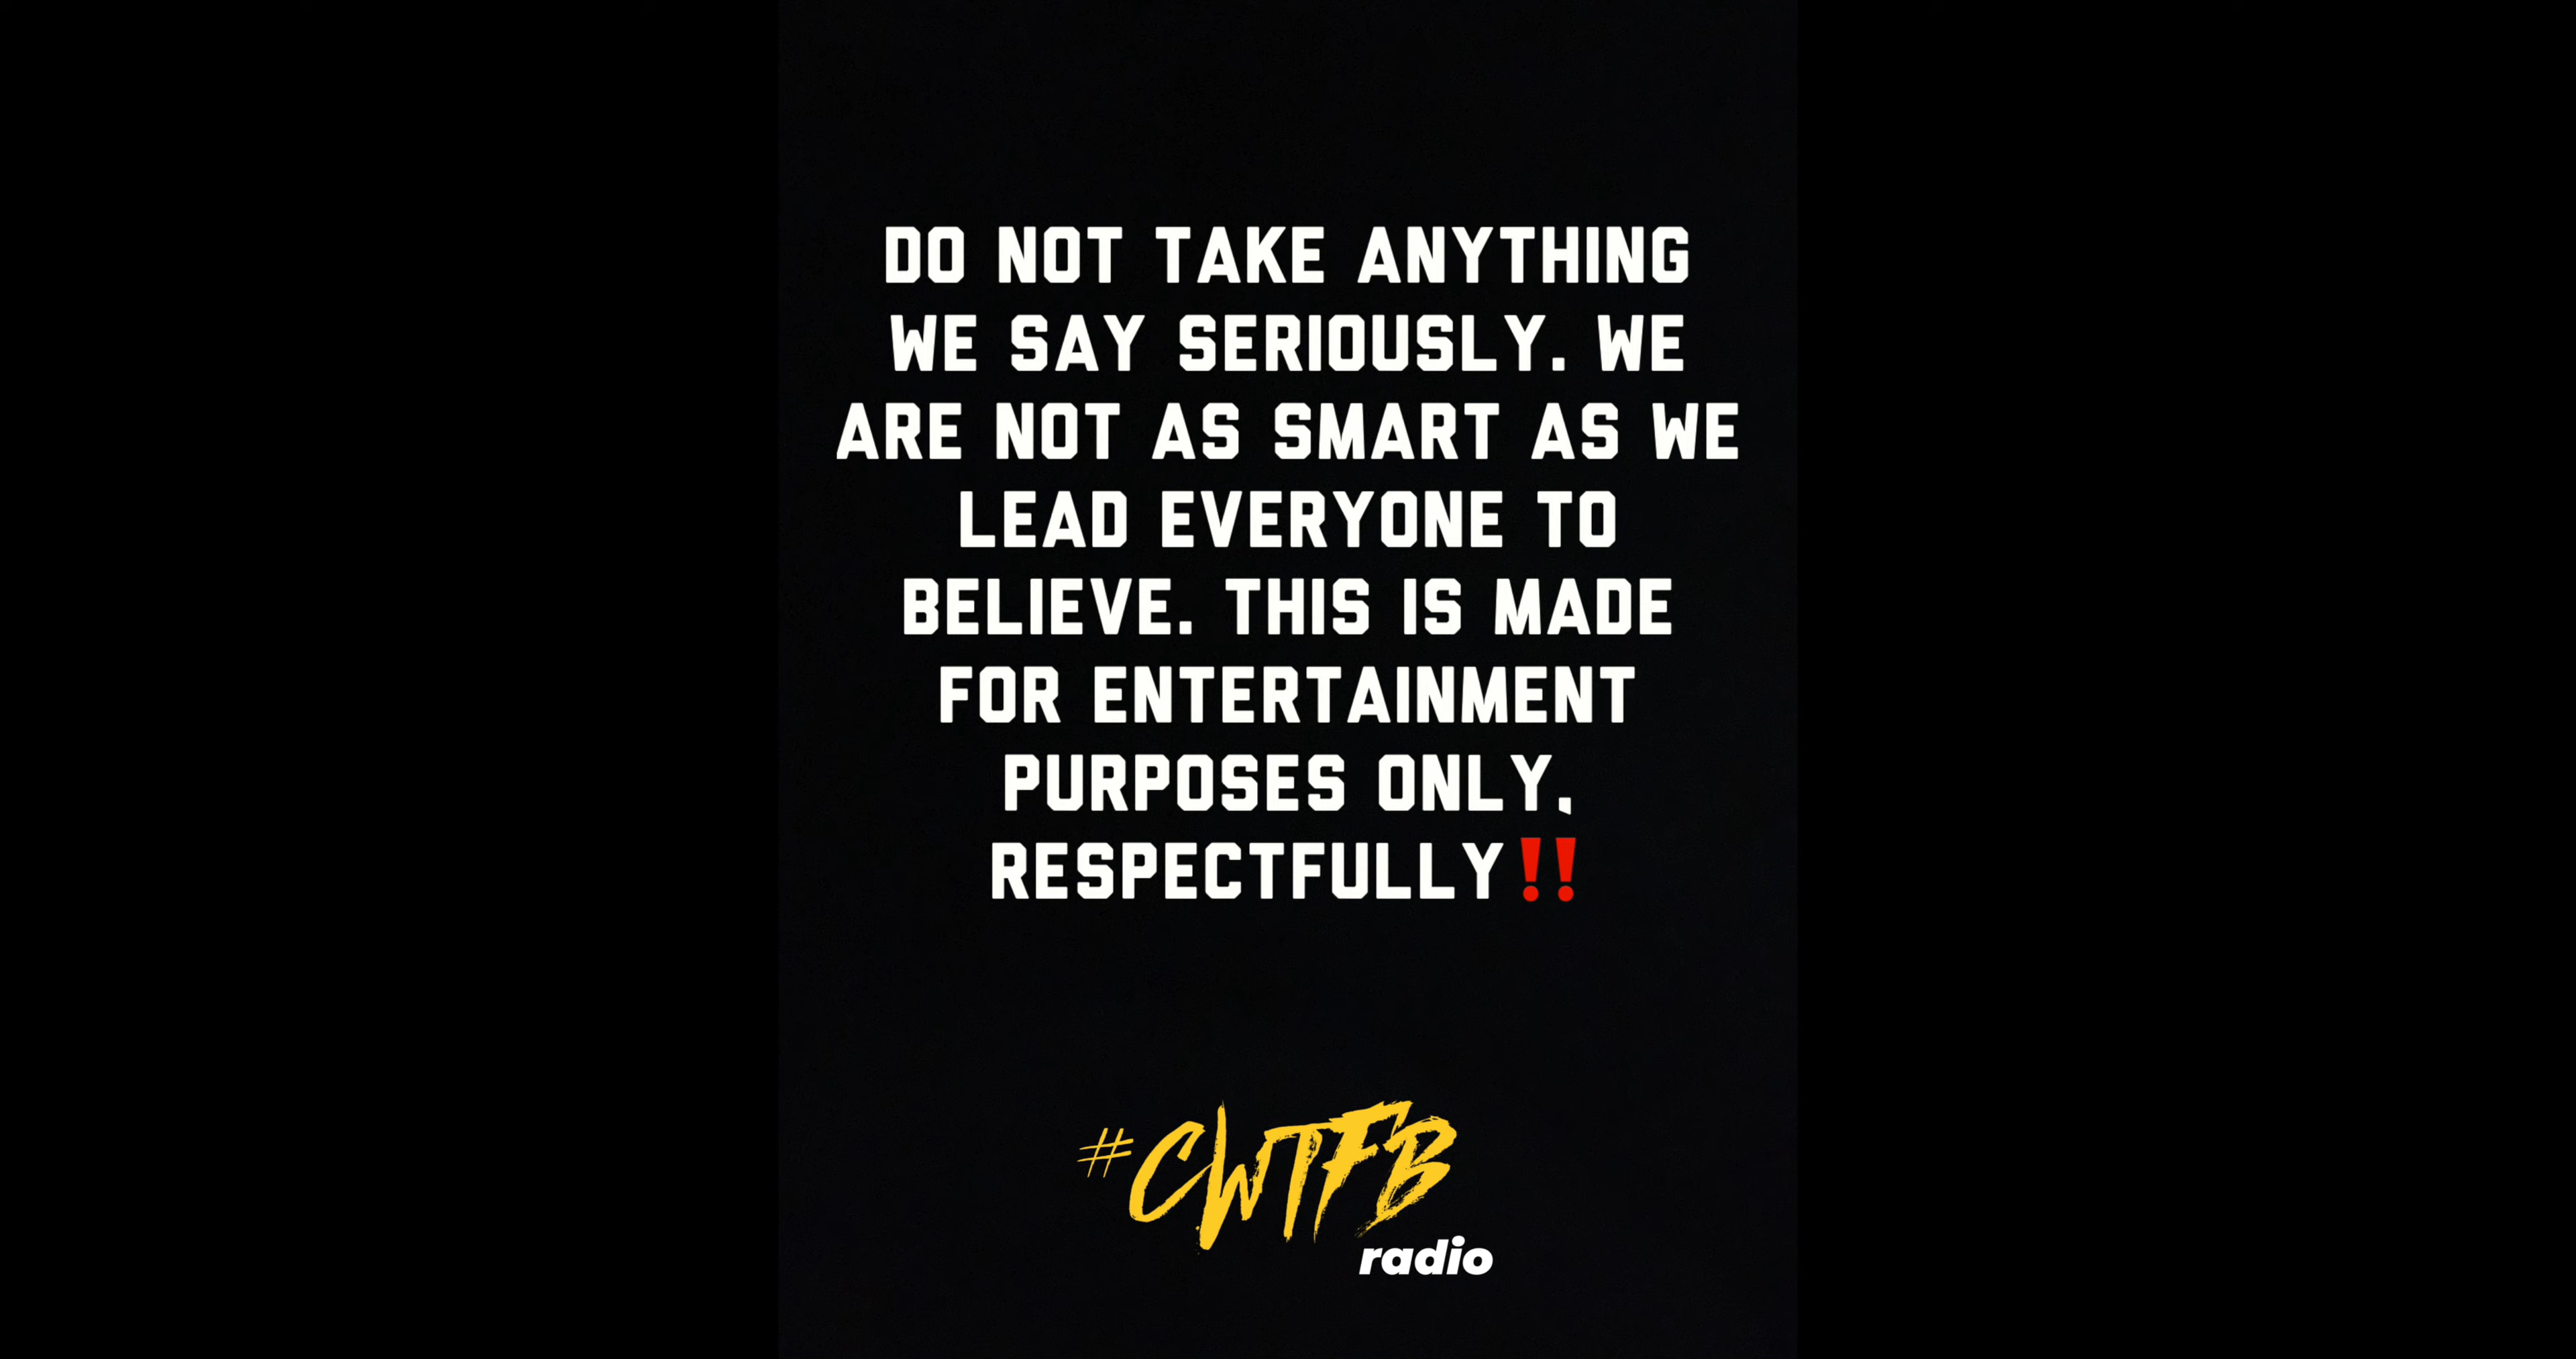 DO NOT TAKE ANYTHING
WE SAY SERIOUSLY. WE
ARE NOT AS SMART AS WE
LEAD EVERYONE TO
BELIEVE. THIS IS MADE
FOR ENTERTAINMENT
PURPOSES ONLY,
RESPECTFULLY‼️
#CWTFB
radio